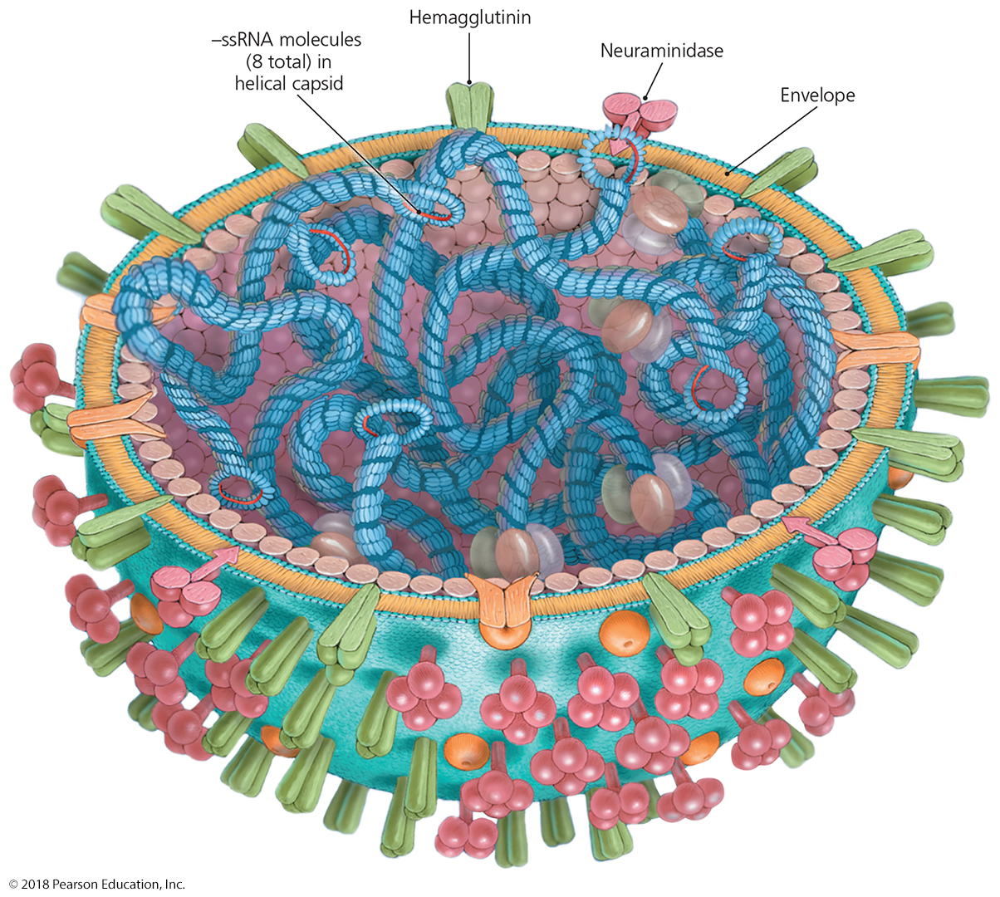 Hemagglutinin
–ssRNA molecules
(8 total) in
helical capsid
Neuraminidase
Envelope
© 2018 Pearson Education, Inc.